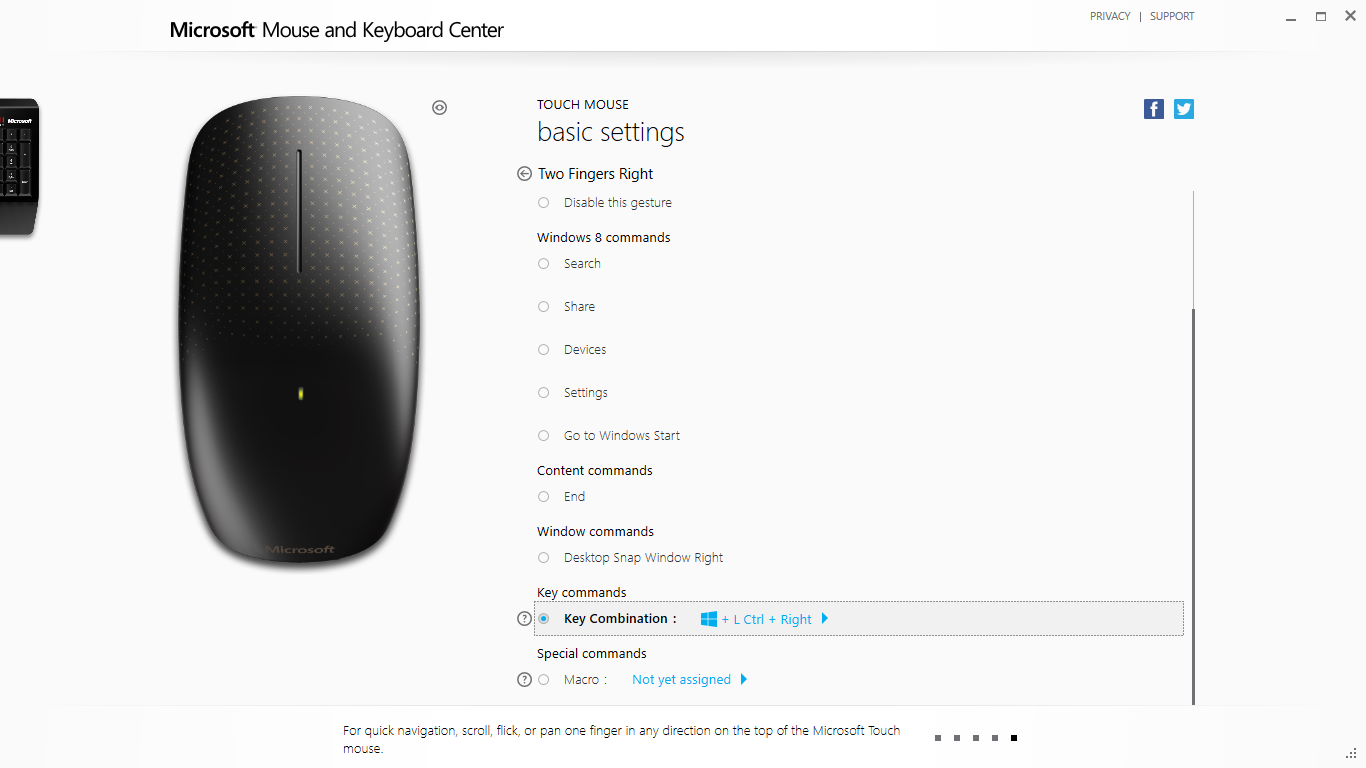 Microsoft Mouse and Keyboard Center
PRIVACY | SUPPORT
Microsoft
Microsoft
TOUCH MOUSE
basic settings
f
Two Fingers Right
Disable this gesture
Windows 8 commands
Search
Share
Devices
Settings
Go to Windows Start
Content commands
End
Window commands
Desktop Snap Window Right
Key commands
? Key Combination : + L Ctrl + Right
Special commands
? Macro : Not yet assigned
For quick navigation, scroll, flick, or pan one finger in any direction on the top of the Microsoft Touch
mouse.